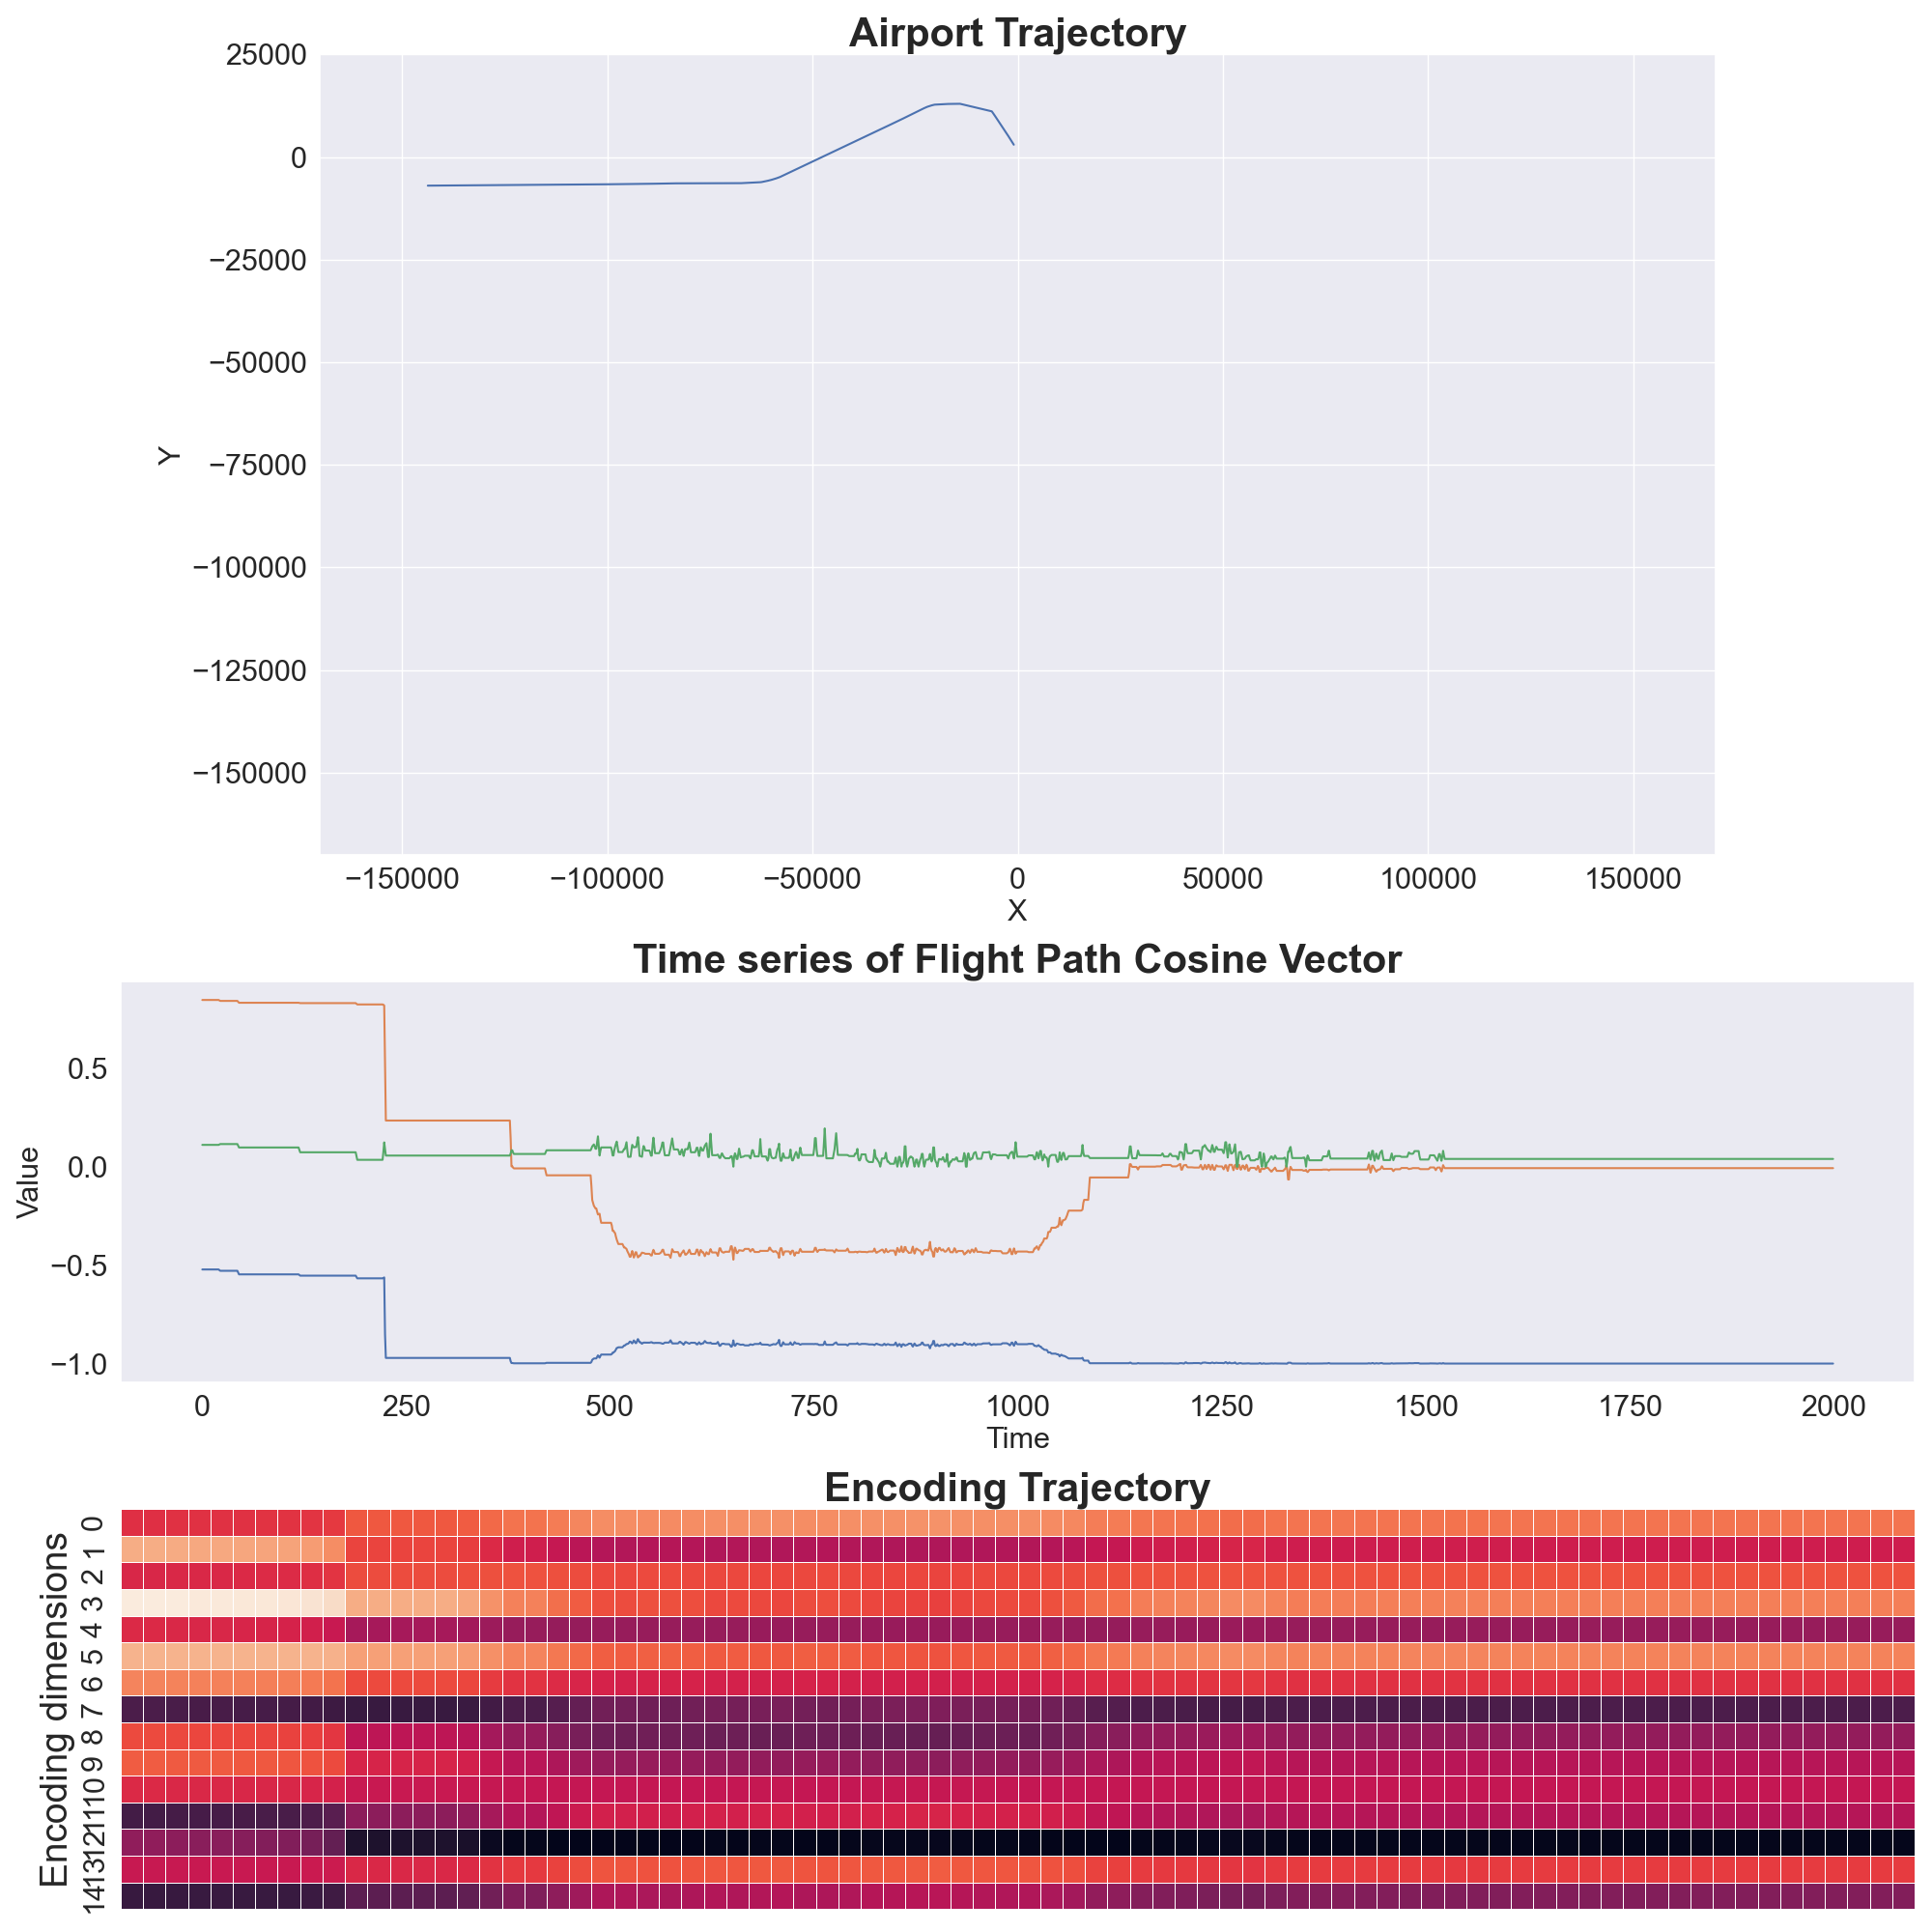 Airport Trajectory
25000
0
−25000
−50000
−75000
−100000
−125000
−150000
Y
−150000 −100000 −50000 0 50000 100000 150000
X
Time series of Flight Path Cosine Vector
0.5
0.0
−0.5
−1.0
Value
0 250 500 750 1000 1250 1500 1750 2000
Time
Encoding Trajectory
Encoding dimensions
0
1
2
3
4
5
6
7
8
9
10
11
12
13
14